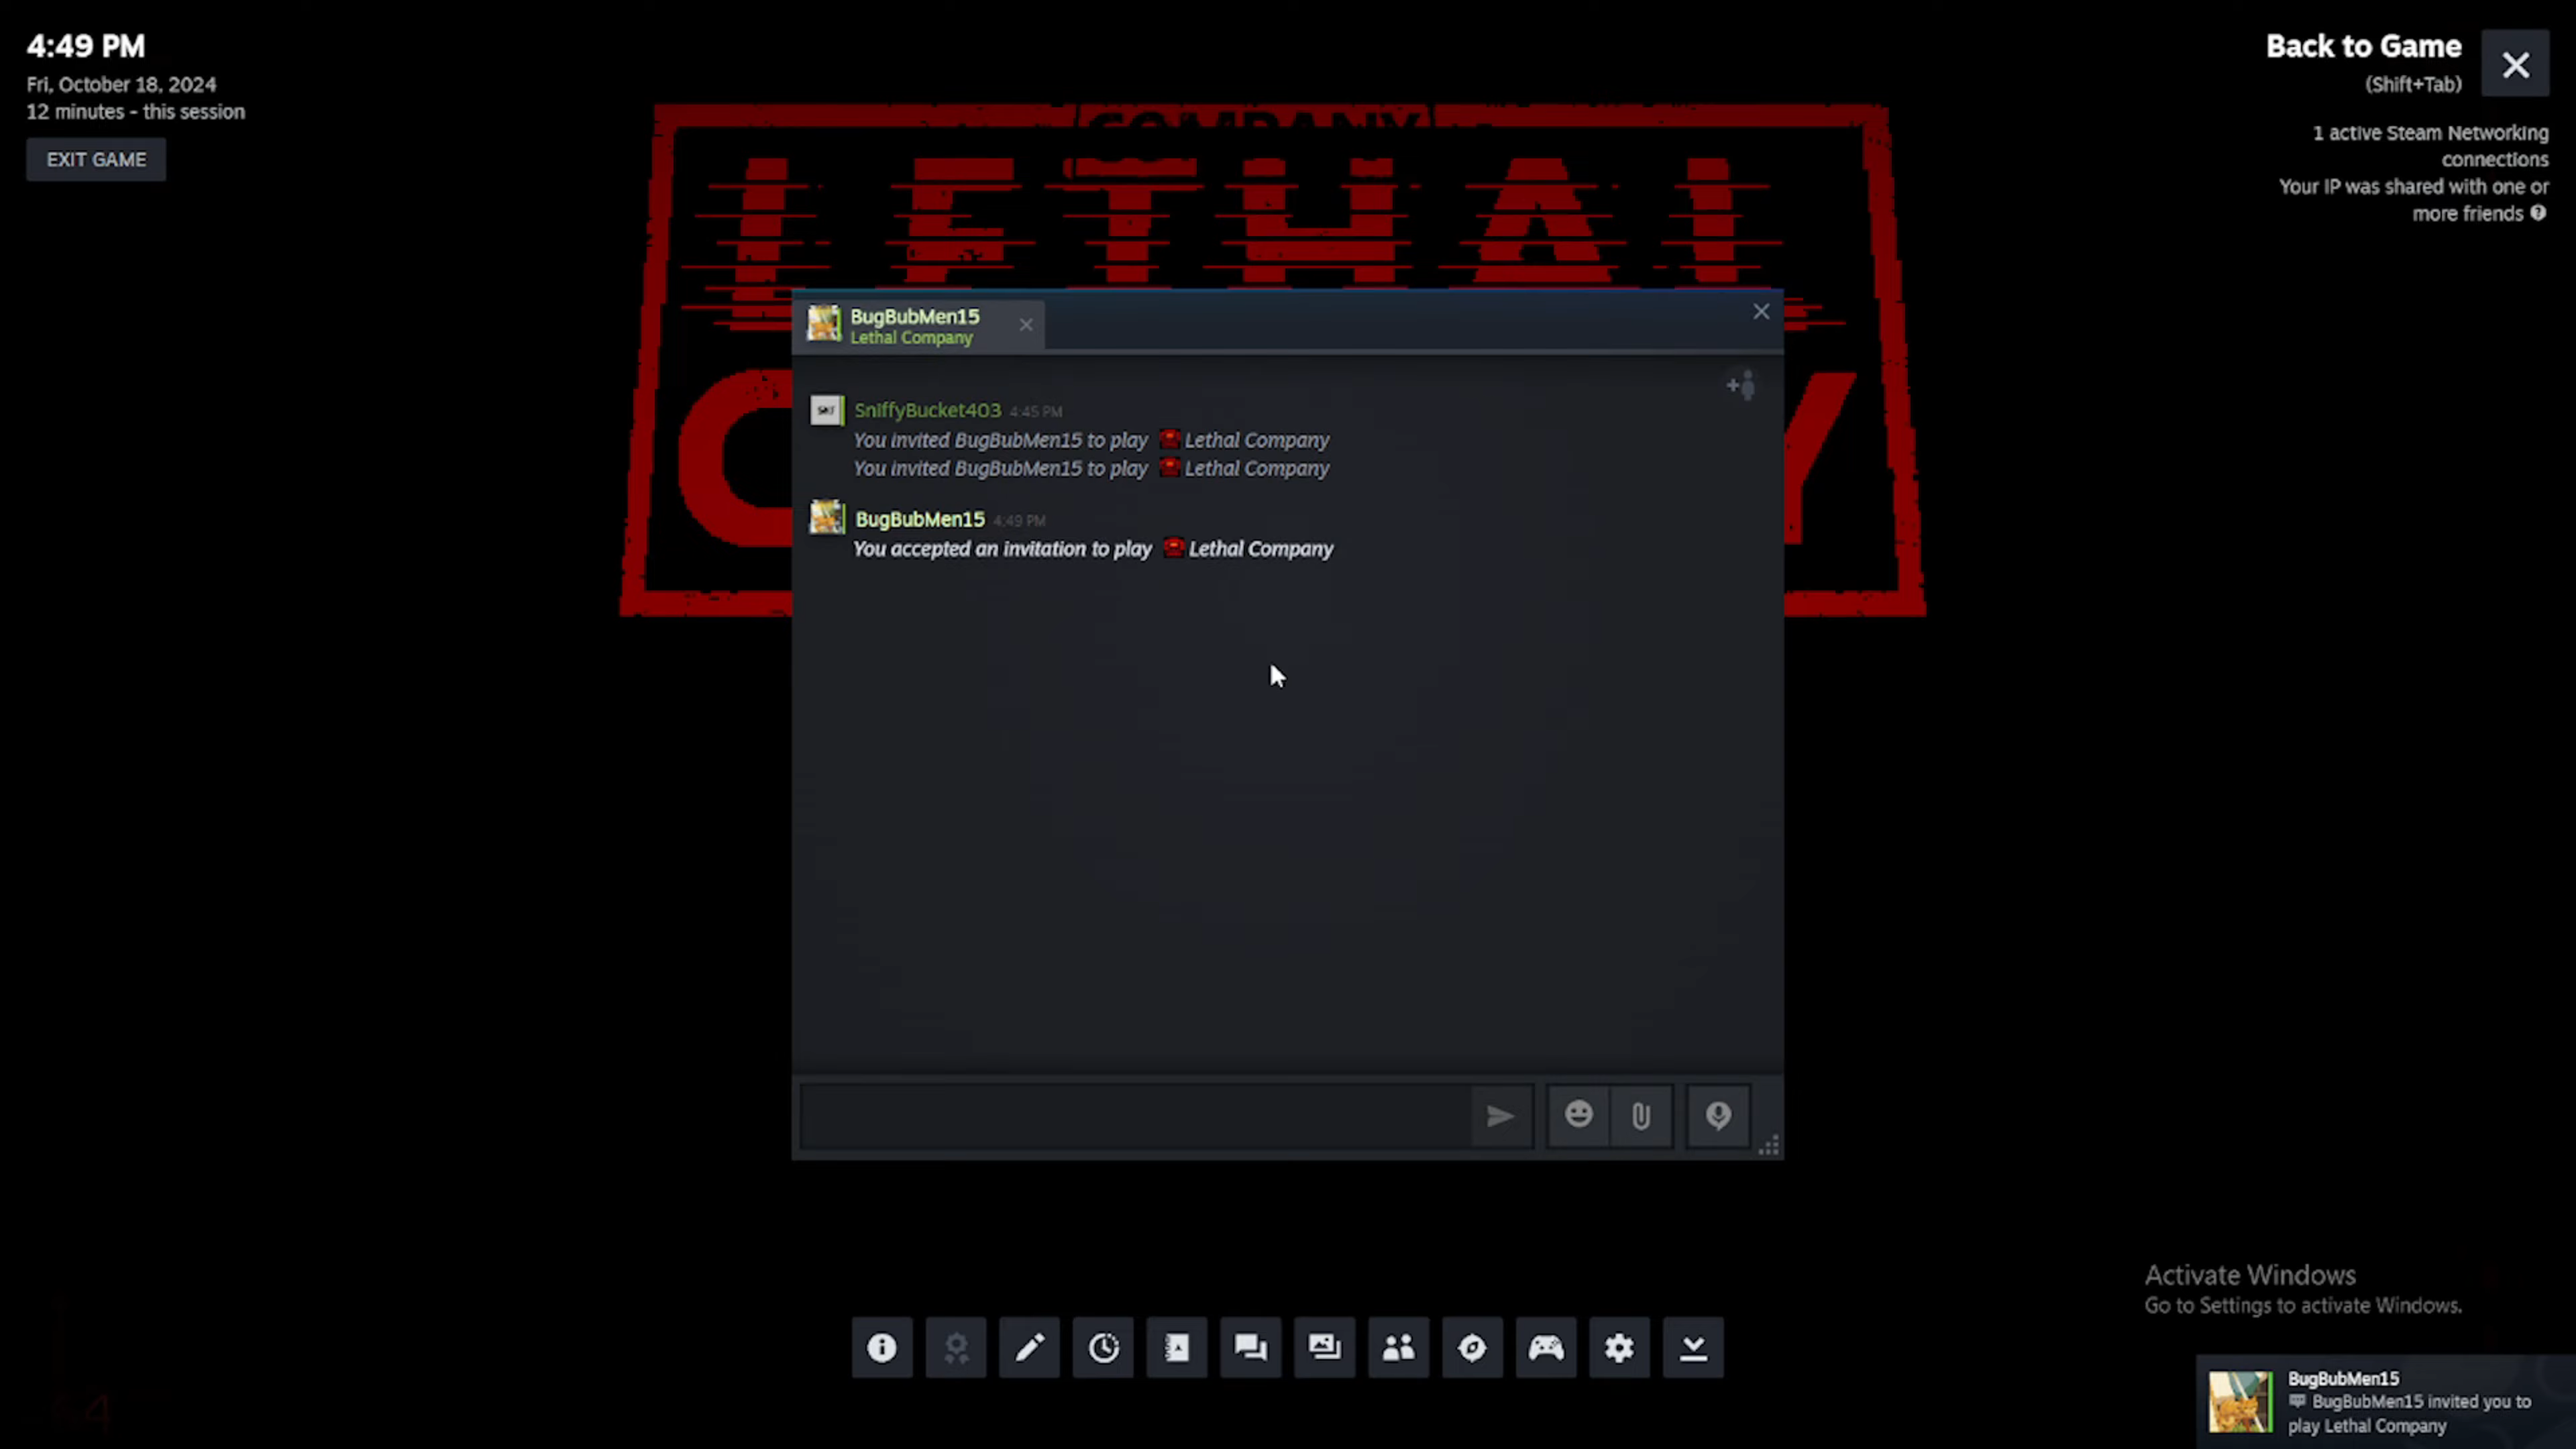 4:49 PM
Fri, October 18, 2024
12 minutes - this session
EXIT GAME
Back to Game
(Shift+Tab)
1 active Steam Networking
connections
Your IP was shared with one or
more friends
COMPANY
LETHAL
BugBubMen15
Lethal Company
SniffyBucket403 4:45 PM
You invited BugBubMen15 to play Lethal Company
You invited BugBubMen15 to play Lethal Company
BugBubMen15 4:49 PM
You accepted an invitation to play Lethal Company
C Y
Activate Windows
Go to Settings to activate Windows.
BugBubMen15
BugBubMen15 invited you to
play Lethal Company